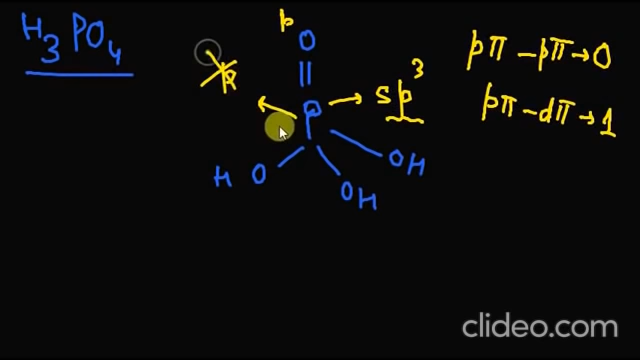 H3PO4
p
O
P
sp³
HO
OH
OH
pπ-pπ→0
pπ-dπ→1
clideo.com